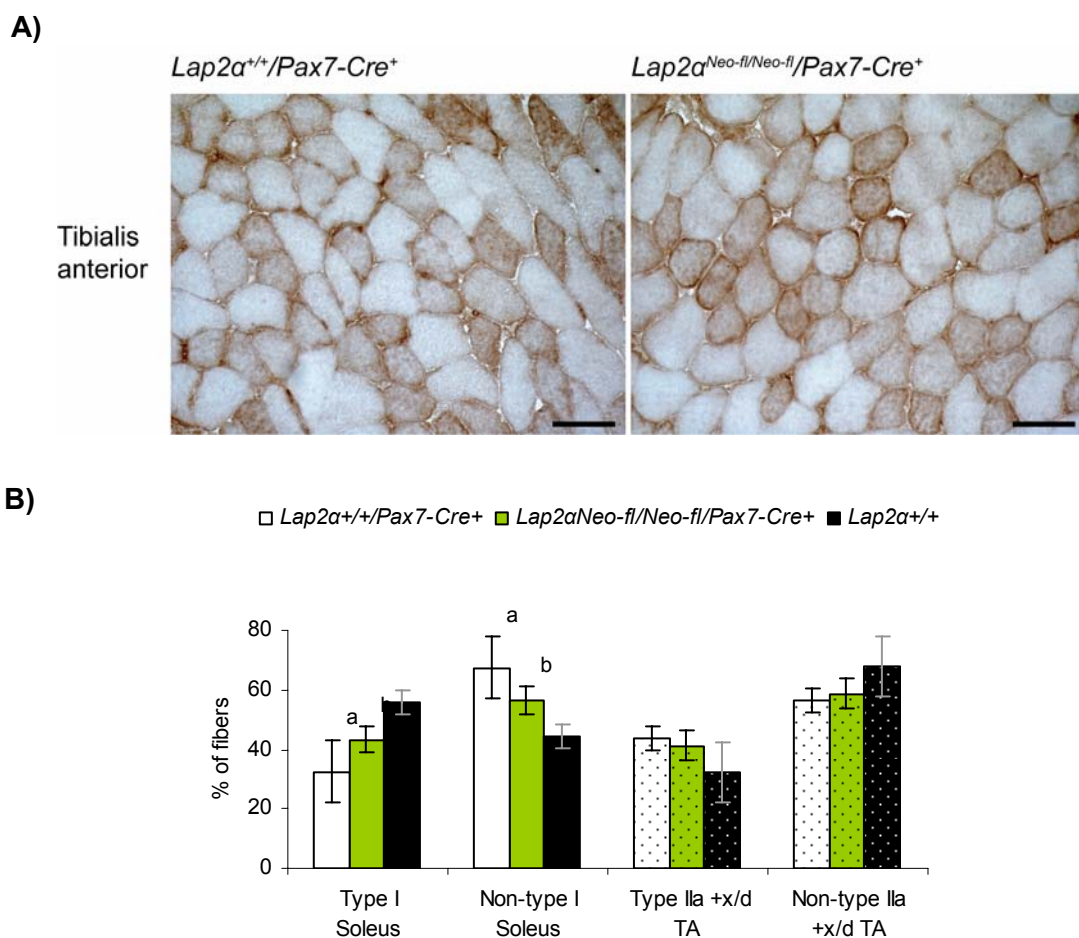 A)
Lap2α+/+/Pax7-Cre+
Lap2αNeo-fl/Neo-fl/Pax7-Cre+
Tibialis
anterior
B)
Lap2α+/+/Pax7-Cre+ Lap2αNeo-fl/Neo-fl/Pax7-Cre+ Lap2α+/+
% of fibers
80
60
40
20
0
a
a
b
Type I
Soleus
Non-type I
Soleus
Type IIa +x/d
TA
Non-type IIa
+x/d TA